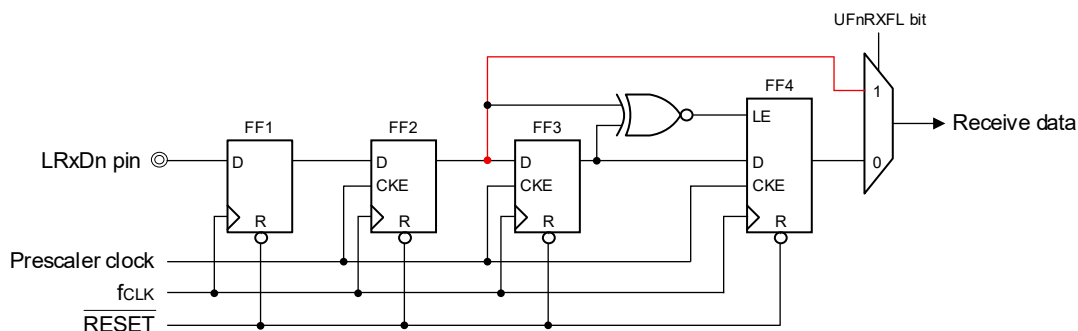 UFnRXFL bit
FF4
1
LE
Receive data
FF1
FF2
FF3
LRxDn pin
D
D
D
D
0
CKE
CKE
CKE
R
R
R
R
Prescaler clock
fCLK
RESET